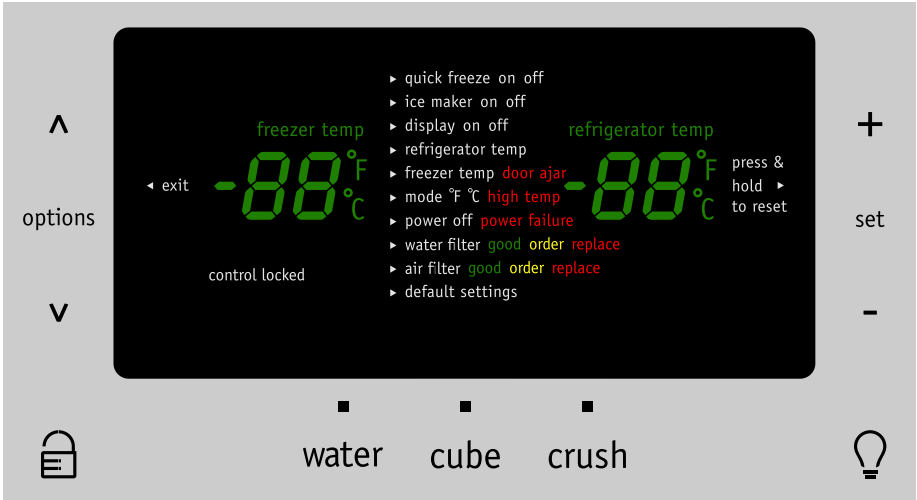 quick freeze on off
ice maker on off
display on off
freezer temp
refrigerator temp
refrigerator temp
-88 °F °C
-88 °F °C
freezer temp door ajar
press &
hold
to reset
exit
mode °F °C high temp
options
power off power failure
set
water filter good order replace
control locked
air filter good order replace
default settings
+
-
water
cube
crush